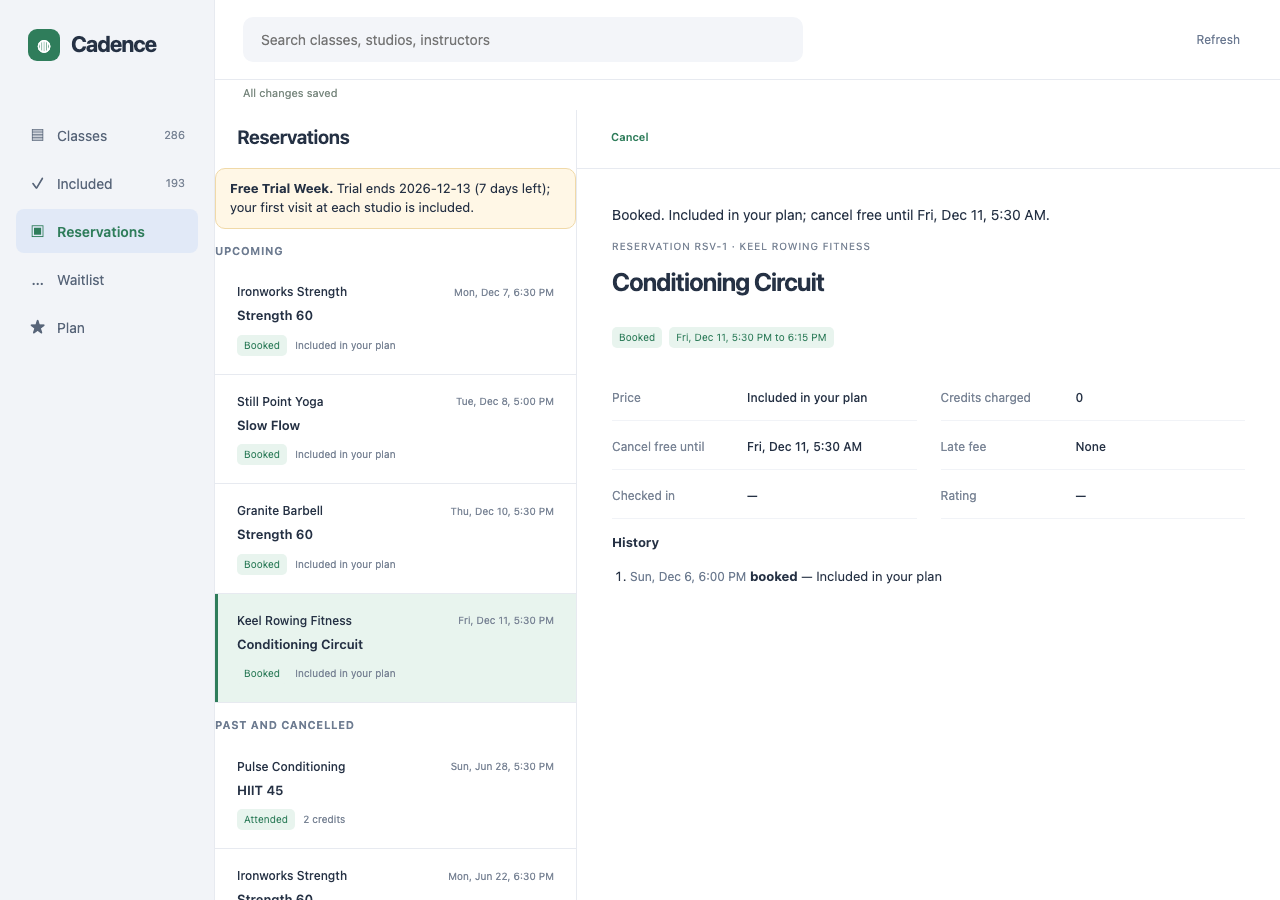 Cadence
Search classes, studios, instructors
Refresh
All changes saved
Classes 286
Included 193
Reservations
Waitlist
Plan
Reservations
Free Trial Week. Trial ends 2026-12-13 (7 days left);
your first visit at each studio is included.
UPCOMING
Ironworks Strength Mon, Dec 7, 6:30 PM
Strength 60
Booked Included in your plan
Still Point Yoga Tue, Dec 8, 5:00 PM
Slow Flow
Booked Included in your plan
Granite Barbell Thu, Dec 10, 5:30 PM
Strength 60
Booked Included in your plan
Keel Rowing Fitness Fri, Dec 11, 5:30 PM
Conditioning Circuit
Booked Included in your plan
PAST AND CANCELLED
Pulse Conditioning Sun, Jun 28, 5:30 PM
HIIT 45
Attended 2 credits
Ironworks Strength Mon, Jun 22, 6:30 PM
Strength 60
Cancel
Booked. Included in your plan; cancel free until Fri, Dec 11, 5:30 AM.
RESERVATION RSV-1 · KEEL ROWING FITNESS
Conditioning Circuit
Booked Fri, Dec 11, 5:30 PM to 6:15 PM
Price Included in your plan Credits charged 0
Cancel free until Fri, Dec 11, 5:30 AM Late fee None
Checked in — Rating —
History
1. Sun, Dec 6, 6:00 PM booked — Included in your plan